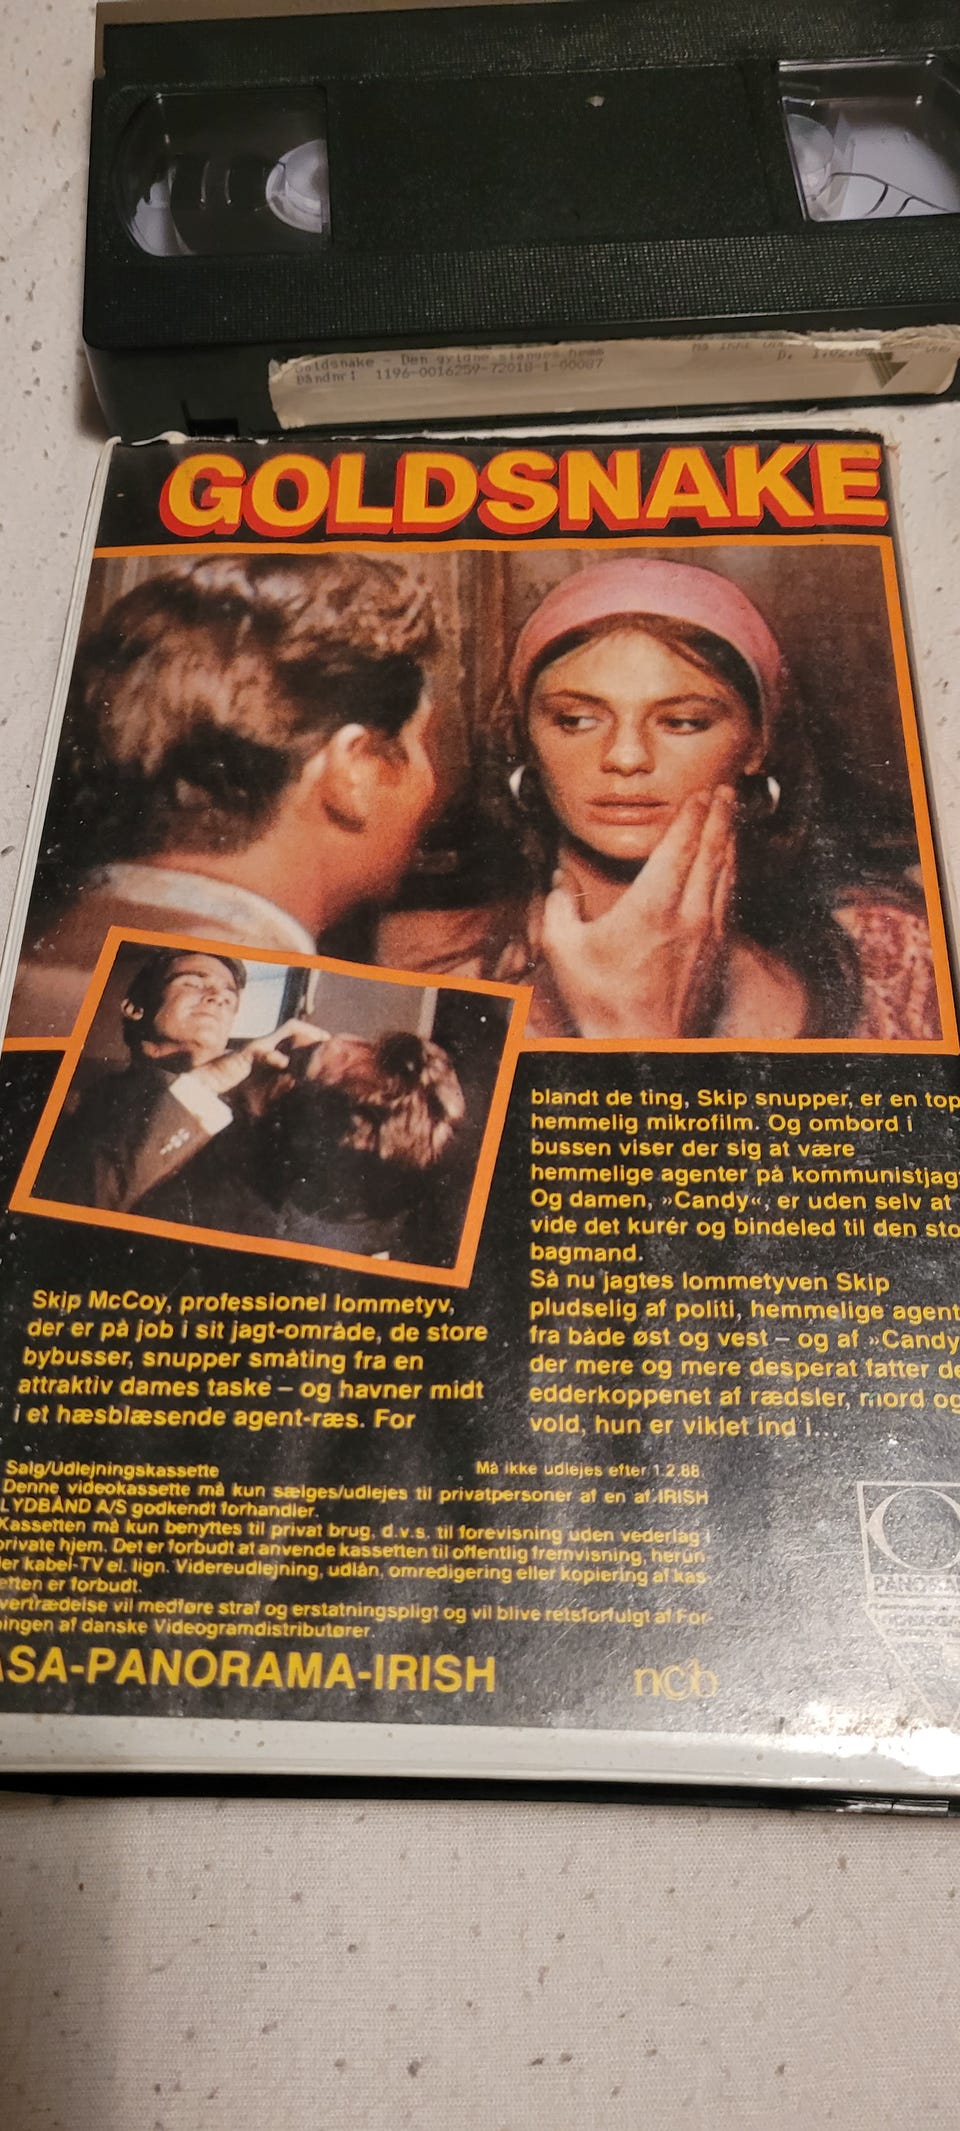 Goldsnake - Den gyldne slanges hemm
Båndnr: 1196-0016259-72018-1-00087
GOLDSNAKE
Skip McCoy, professionel lommetyv,
der er på job i sit jagt-område, de store
bybusser, snupper småting fra en
attraktiv dames taske – og havner midt
i et hæsblæsende agent-ræs. For
blandt de ting, Skip snupper, er en top
hemmelig mikrofilm. Og ombord i
bussen viser der sig at være
hemmelige agenter på kommunistjagt
Og damen, »Candy«, er uden selv at
vide det kurér og bindeled til den sto
bagmand.
Så nu jagtes lommetyven Skip
pludselig af politi, hemmelige agent
fra både øst og vest – og af »Candy
der mere og mere desperat fatter de
edderkoppenet af rædsler, mord og
vold, hun er viklet ind i...
Salg/Udlejningskassette Må ikke udlejes efter 1.2.88.
Denne videokassette må kun sælges/udlejes til privatpersoner af en af IRISH
LYDBÅND A/S godkendt forhandler.
Kassetten må kun benyttes til privat brug, d.v.s. til forevisning uden vederlag i
private hjem. Det er forbudt at anvende kassetten til offentlig fremvisning, herun-
der kabel-TV el. lign. Videreudlejning, udlån, omredigering eller kopiering af kas-
etten er forbudt.
vertrædelse vil medføre straf og erstatningspligt og vil blive retsforfulgt af For-
ningen af danske Videogramdistributører.
ASA-PANORAMA-IRISH
ncb
PANORAMA